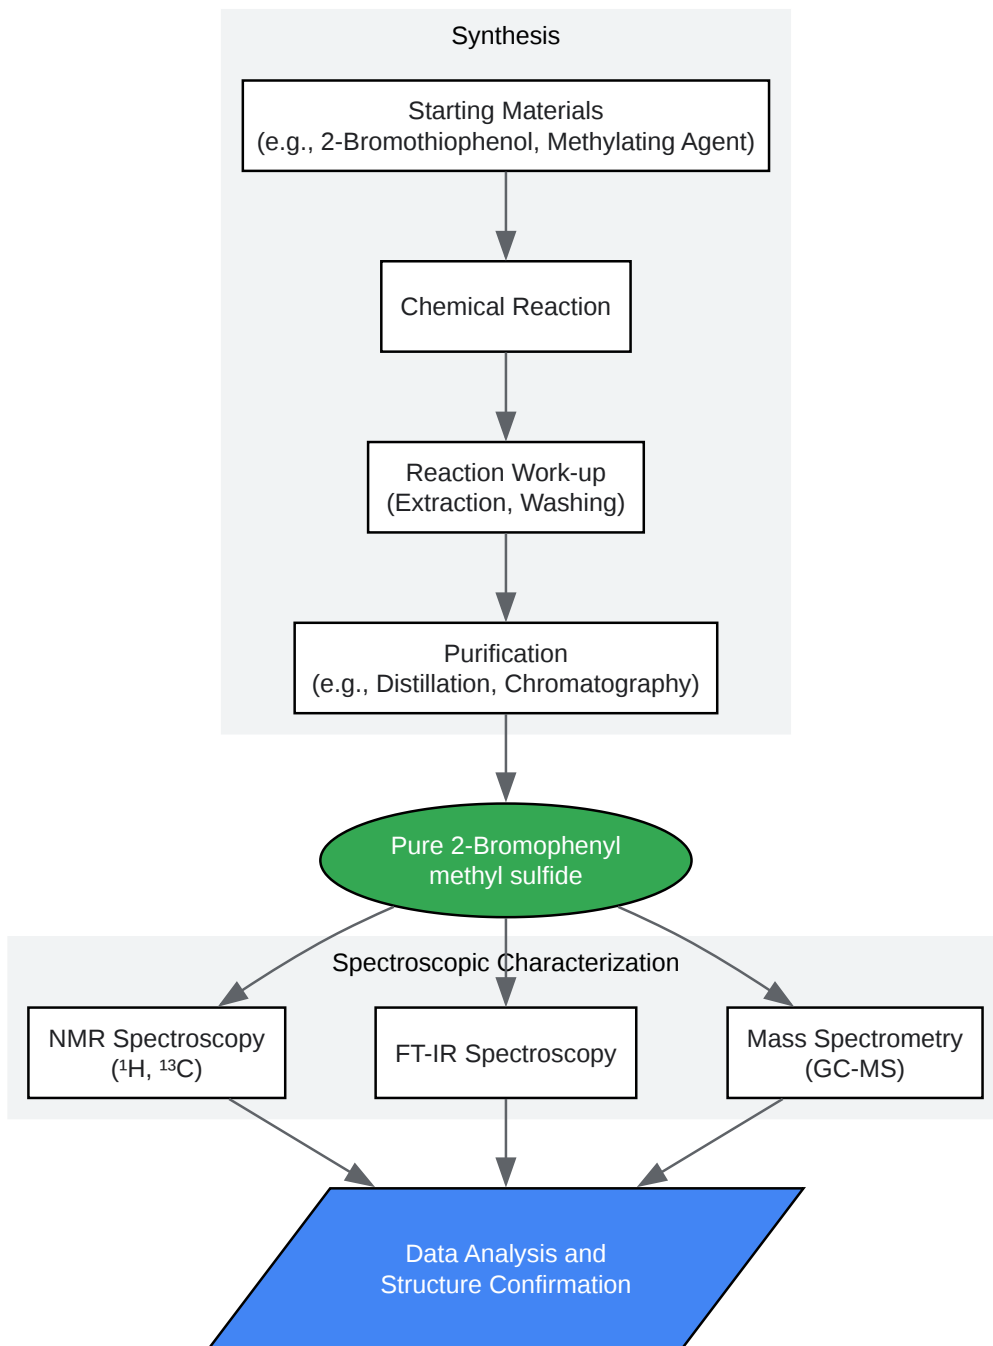 Synthesis
Starting Materials
(e.g., 2-Bromothiophenol, Methylating Agent)
Chemical Reaction
Reaction Work-up
(Extraction, Washing)
Purification
(e.g., Distillation, Chromatography)
Pure 2-Bromophenyl
methyl sulfide
Spectroscopic Characterization
NMR Spectroscopy
(¹H, ¹³C)
FT-IR Spectroscopy
Mass Spectrometry
(GC-MS)
Data Analysis and
Structure Confirmation